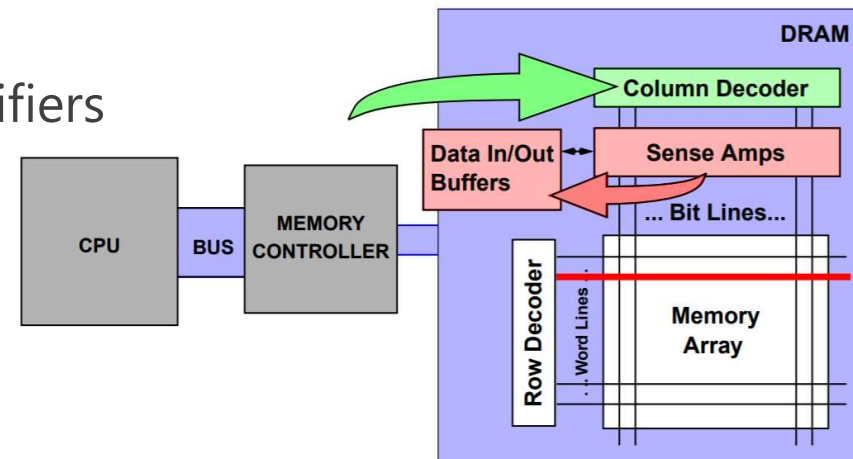 ifiers
DRAM
Column Decoder
Data In/Out
Buffers
Sense Amps
... Bit Lines...
CPU
BUS
MEMORY
CONTROLLER
Row Decoder
... Word Lines ...
Memory
Array